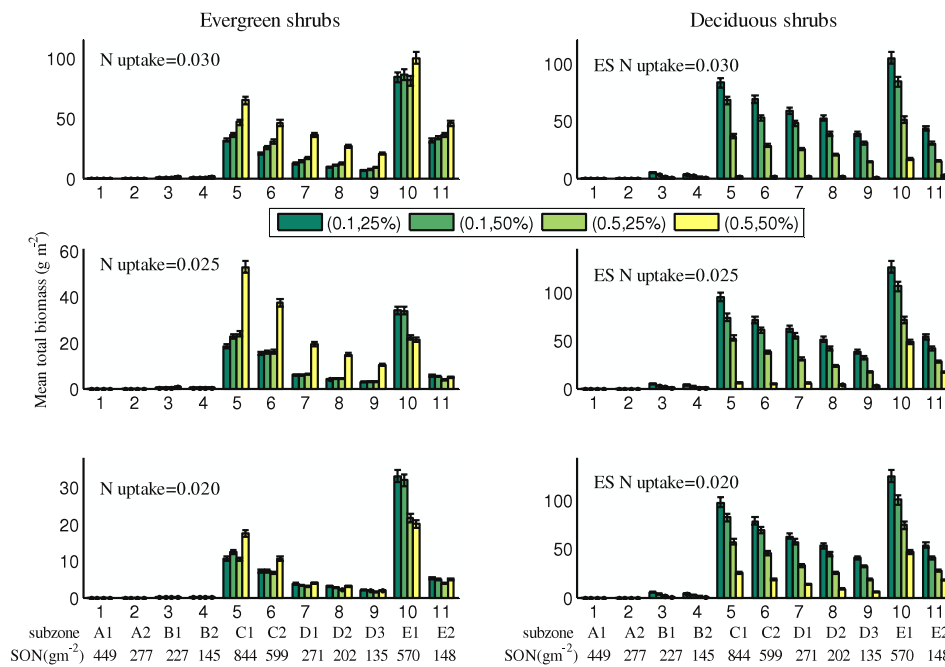 Evergreen shrubs
Deciduous shrubs
Mean total biomass (g m-2)
N uptake=0.030
100
50
0
1 2 3 4 5 6 7 8 9 10 11
ES N uptake=0.030
100
50
0
1 2 3 4 5 6 7 8 9 10 11
(0.1,25%) (0.1,50%) (0.5,25%) (0.5,50%)
N uptake=0.025
60
40
20
0
1 2 3 4 5 6 7 8 9 10 11
ES N uptake=0.025
100
50
0
1 2 3 4 5 6 7 8 9 10 11
N uptake=0.020
30
20
10
0
1 2 3 4 5 6 7 8 9 10 11
ES N uptake=0.020
100
50
0
1 2 3 4 5 6 7 8 9 10 11
subzone A1 A2 B1 B2 C1 C2 D1 D2 D3 E1 E2 A1 A2 B1 B2 C1 C2 D1 D2 D3 E1 E2
SON(gm-2) 449 277 227 145 844 599 271 202 135 570 148 449 277 227 145 844 599 271 202 135 570 148